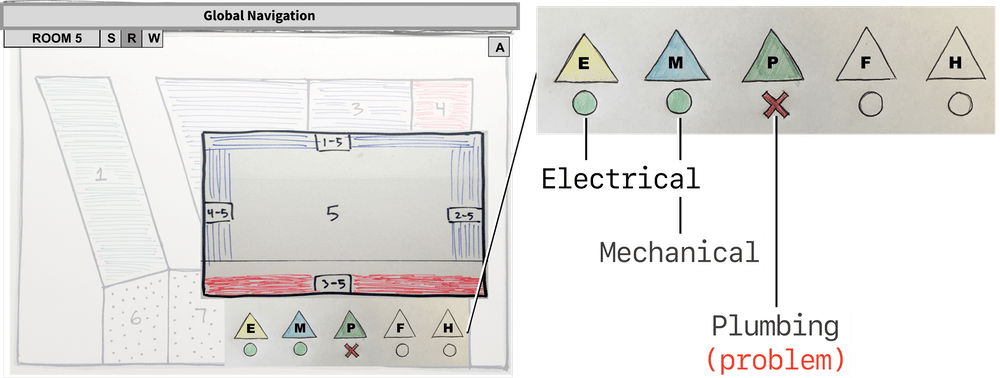 Global Navigation
ROOM 5 S R W
A
1
3
4
1-5
4-5
5
2-5
3-5
6
7
E M P F H
E M P F H
Electrical
Mechanical
Plumbing
(problem)